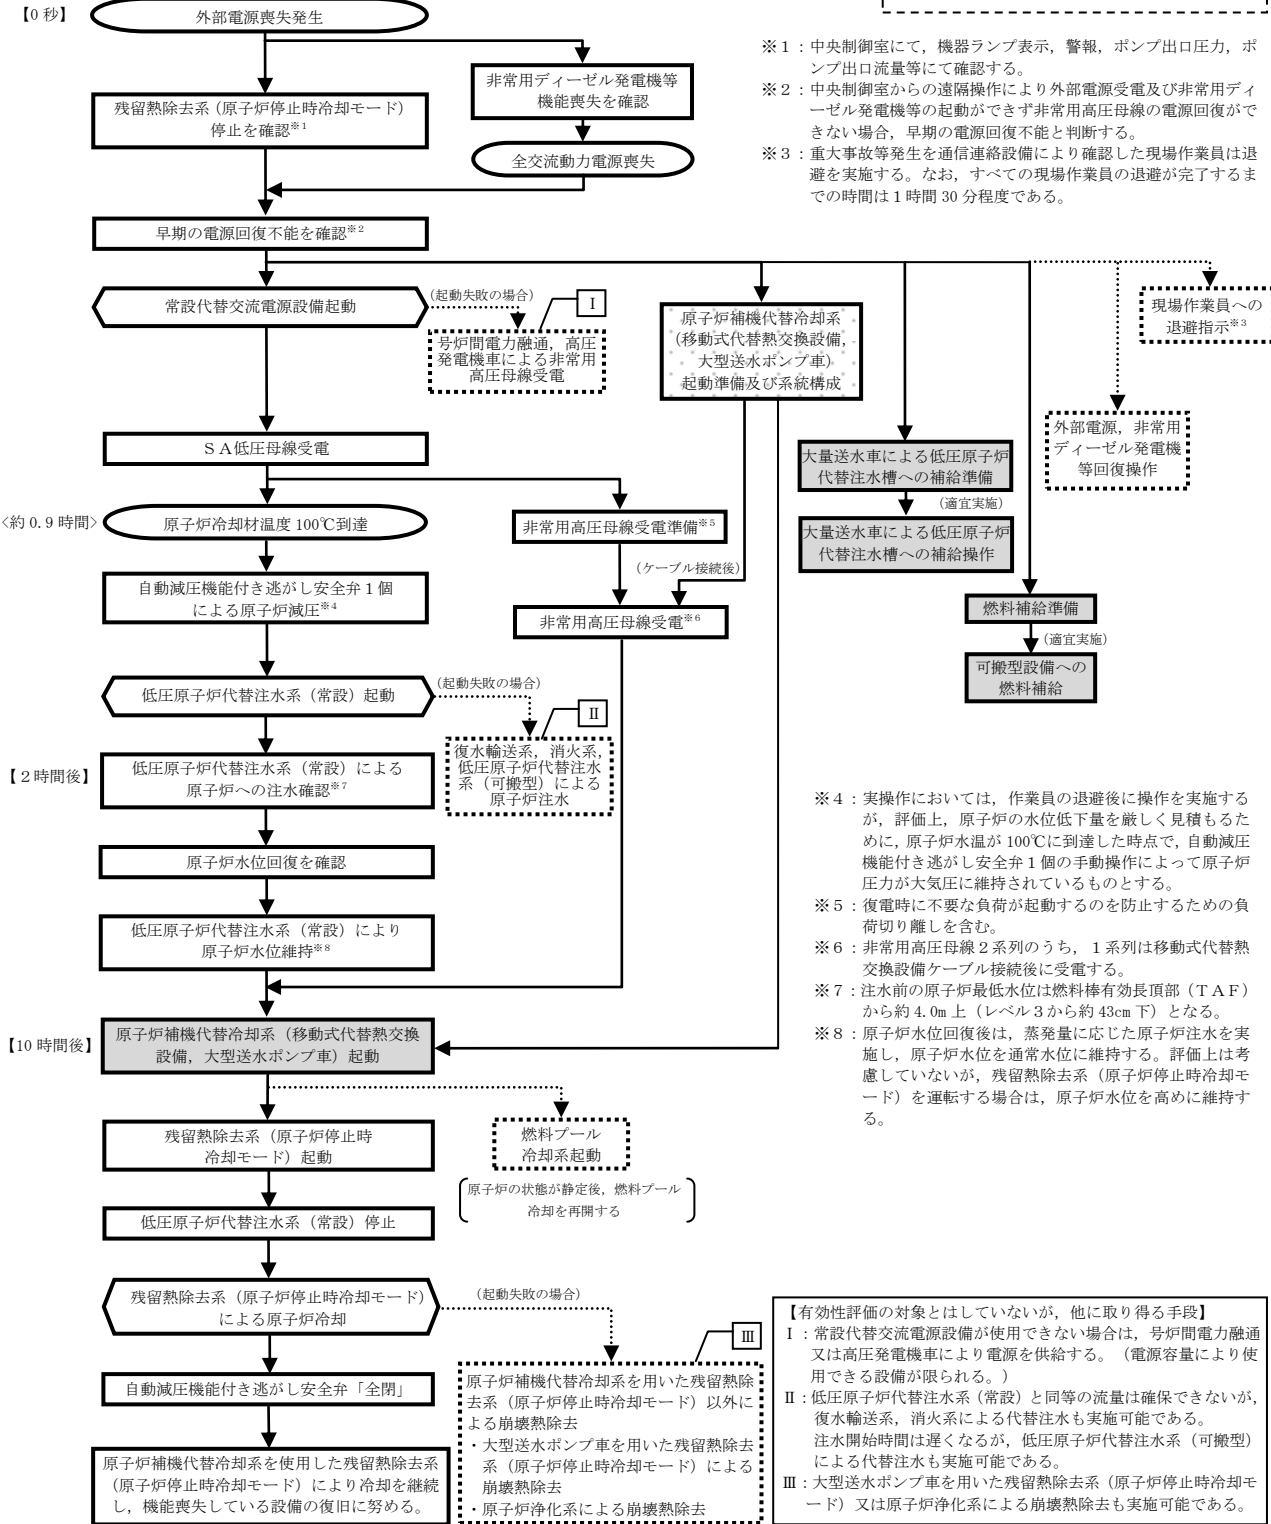 【0 秒】
外部電源喪失発生
非常用ディーゼル発電機等
機能喪失を確認
残留熱除去系（原子炉停止時冷却モード）
停止を確認※1
全交流動力電源喪失
早期の電源回復不能を確認※2
※1：中央制御室にて，機器ランプ表示，警報，ポンプ出口圧力，ポ
ンプ出口流量等にて確認する。
※2：中央制御室からの遠隔操作により外部電源受電及び非常用ディ
ーゼル発電機等の起動ができず非常用高圧母線の電源回復がで
きない場合，早期の電源回復不能と判断する。
※3：重大事故等発生を通信連絡設備により確認した現場作業員は退
避を実施する。なお，すべての現場作業員の退避が完了するま
での時間は1時間 30 分程度である。
常設代替交流電源設備起動
（起動失敗の場合）
Ⅰ
号炉間電力融通，高圧
発電機車による非常用
高圧母線受電
原子炉補機代替冷却系
（移動式代替熱交換設備，
大型送水ポンプ車）
起動準備及び系統構成
現場作業員への
退避指示※3
外部電源，非常用
ディーゼル発電機
等回復操作
ＳＡ低圧母線受電
大量送水車による低圧原子炉
代替注水槽への補給準備
（適宜実施）
大量送水車による低圧原子炉
代替注水槽への補給操作
<約 0.9 時間>
原子炉冷却材温度 100℃到達
非常用高圧母線受電準備※5
（ケーブル接続後）
自動減圧機能付き逃がし安全弁1個
による原子炉減圧※4
非常用高圧母線受電※6
燃料補給準備
（適宜実施）
可搬型設備への
燃料補給
低圧原子炉代替注水系（常設）起動
（起動失敗の場合）
Ⅱ
復水輸送系，消火系，
低圧原子炉代替注水
系（可搬型）による
原子炉注水
【2時間後】
低圧原子炉代替注水系（常設）による
原子炉への注水確認※7
原子炉水位回復を確認
低圧原子炉代替注水系（常設）により
原子炉水位維持※8
※4：実操作においては，作業員の退避後に操作を実施する
が，評価上，原子炉の水位低下量を厳しく見積もるた
めに，原子炉水温が 100℃に到達した時点で，自動減圧
機能付き逃がし安全弁1個の手動操作によって原子炉
圧力が大気圧に維持されているものとする。
※5：復電時に不要な負荷が起動するのを防止するための負
荷切り離しを含む。
※6：非常用高圧母線2系列のうち，1系列は移動式代替熱
交換設備ケーブル接続後に受電する。
※7：注水前の原子炉最低水位は燃料棒有効長頂部（ＴＡＦ）
から約 4.0m 上（レベル3から約 43cm 下）となる。
※8：原子炉水位回復後は，蒸発量に応じた原子炉注水を実
施し，原子炉水位を通常水位に維持する。評価上は考
慮していないが，残留熱除去系（原子炉停止時冷却モ
ード）を運転する場合は，原子炉水位を高めに維持す
る。
【10 時間後】
原子炉補機代替冷却系（移動式代替熱交換
設備，大型送水ポンプ車）起動
残留熱除去系（原子炉停止時
冷却モード）起動
燃料プール
冷却系起動
原子炉の状態が静定後，燃料プール
冷却を再開する
低圧原子炉代替注水系（常設）停止
残留熱除去系（原子炉停止時冷却モード）
による原子炉冷却
（起動失敗の場合）
Ⅲ
自動減圧機能付き逃がし安全弁「全閉」
原子炉補機代替冷却系を使用した残留熱除去系
（原子炉停止時冷却モード）により冷却を継続
し，機能喪失している設備の復旧に努める。
原子炉補機代替冷却系を用いた残留熱除
去系（原子炉停止時冷却モード）以外に
よる崩壊熱除去
・大型送水ポンプ車を用いた残留熱除去
系（原子炉停止時冷却モード）による
崩壊熱除去
・原子炉浄化系による崩壊熱除去
【有効性評価の対象とはしていないが，他に取り得る手段】
Ⅰ：常設代替交流電源設備が使用できない場合は，号炉間電力融通
又は高圧発電機車により電源を供給する。（電源容量により使
用できる設備が限られる。）
Ⅱ：低圧原子炉代替注水系（常設）と同等の流量は確保できないが，
復水輸送系，消火系による代替注水も実施可能である。
注水開始時間は遅くなるが，低圧原子炉代替注水系（可搬型）
による代替注水も実施可能である。
Ⅲ：大型送水ポンプ車を用いた残留熱除去系（原子炉停止時冷却モ
ード）又は原子炉浄化系による崩壊熱除去も実施可能である。